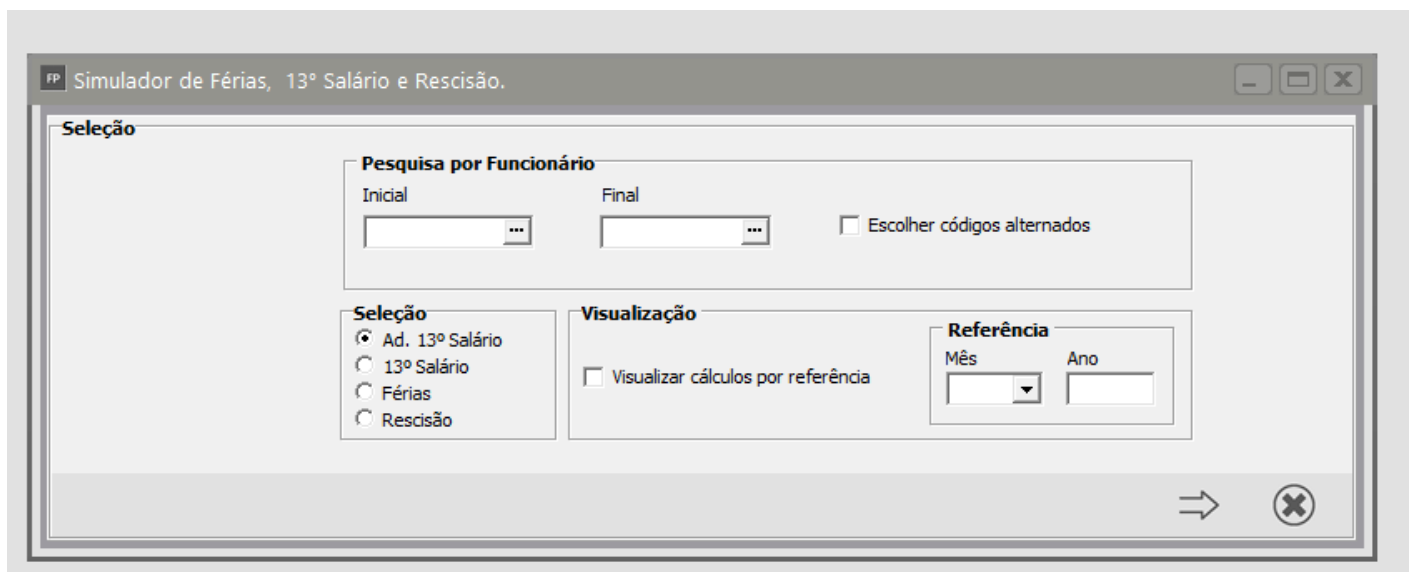 FP Simulador de Férias, 13º Salário e Rescisão.
Seleção
Pesquisa por Funcionário
Inicial Final
... ... Escolher códigos alternados
Seleção
Ad. 13º Salário
13º Salário
Férias
Rescisão
Visualização
Visualizar cálculos por referência
Referência
Mês Ano